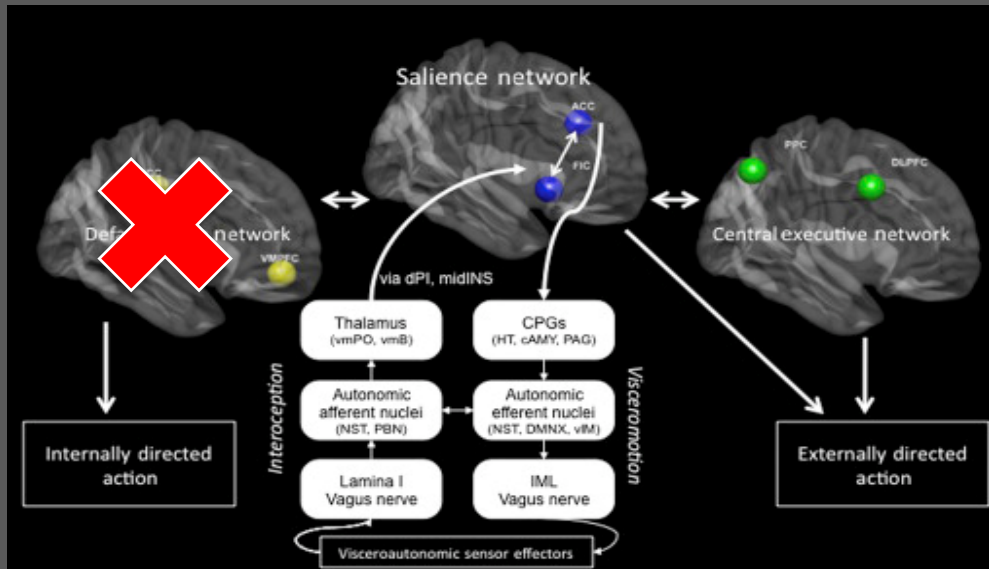 Salience network
ACC
FIC
PPC
DLPFC
network
VMPFC
Central executive network
via dPI, midINS
Thalamus
(vmPO, vmB)
CPGs
(HT, cAMY, PAG)
Interoception
Visceromotion
Autonomic
afferent nuclei
(NST, PBN)
Autonomic
efferent nuclei
(NST, DMNX, vIM)
Internally directed
action
Externally directed
action
Lamina I
Vagus nerve
IML
Vagus nerve
Visceroautonomic sensor effectors